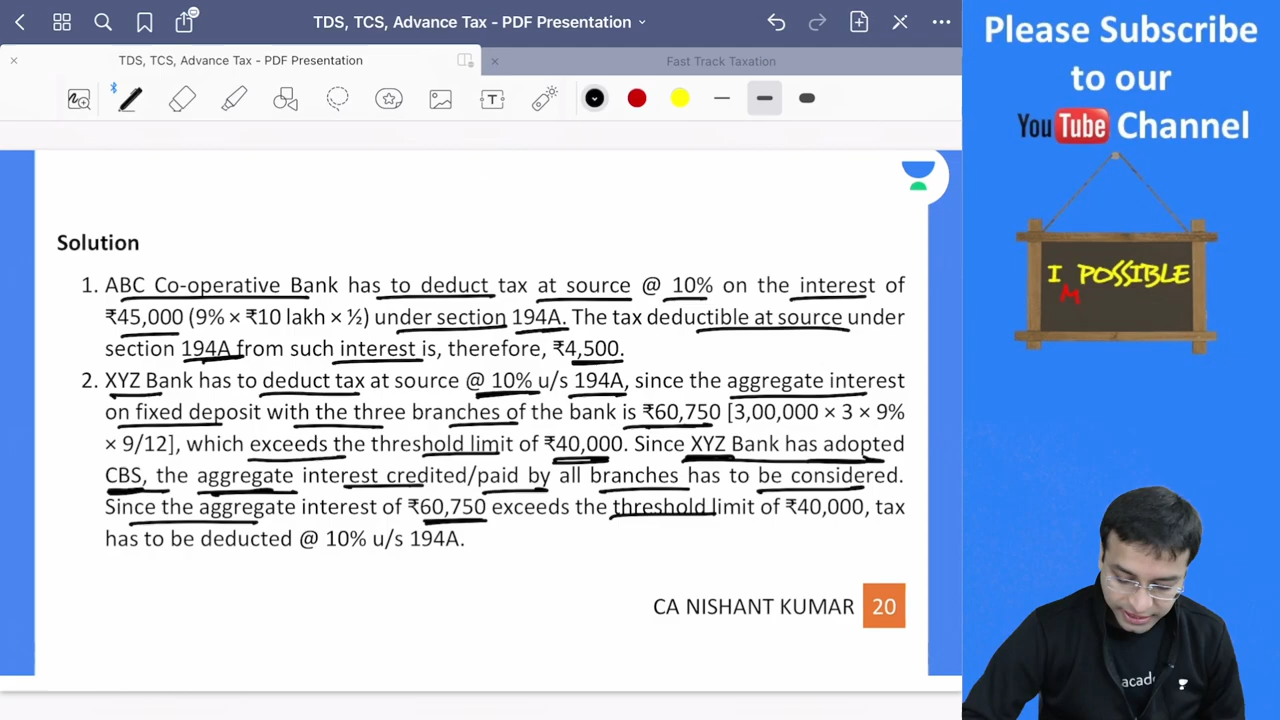 TDS, TCS, Advance Tax - PDF Presentation
TDS, TCS, Advance Tax - PDF Presentation
Fast Track Taxation
Solution
1. ABC Co-operative Bank has to deduct tax at source @ 10% on the interest of
₹45,000 (9% × ₹10 lakh × ½) under section 194A. The tax deductible at source under
section 194A from such interest is, therefore, ₹4,500.
2. XYZ Bank has to deduct tax at source @ 10% u/s 194A, since the aggregate interest
on fixed deposit with the three branches of the bank is ₹60,750 [3,00,000 × 3 × 9%
× 9/12], which exceeds the threshold limit of ₹40,000. Since XYZ Bank has adopted
CBS, the aggregate interest credited/paid by all branches has to be considered.
Since the aggregate interest of ₹60,750 exceeds the threshold limit of ₹40,000, tax
has to be deducted @ 10% u/s 194A.
CA NISHANT KUMAR 20
Please Subscribe
to our
YouTube Channel
I POSSIBLE
M
acad